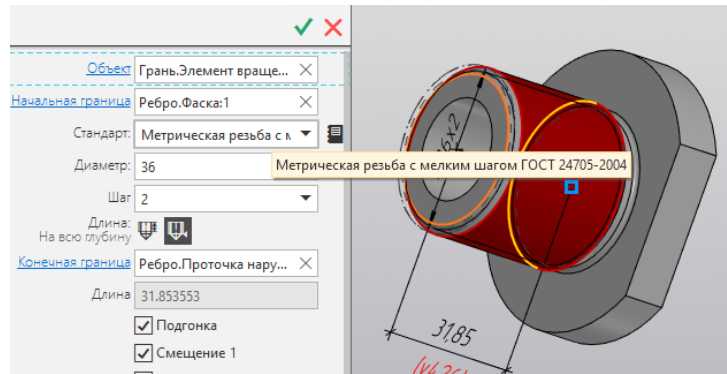 Объект Грань.Элемент враще...
Начальная граница Ребро.Фаска:1
Стандарт: Метрическая резьба с м
Диаметр: 36
Метрическая резьба с мелким шагом ГОСТ 24705-2004
Шаг 2
Длина:
На всю глубину
Конечная граница Ребро.Проточка нару...
Длина 31.853553
Подгонка
Смещение 1
31,85